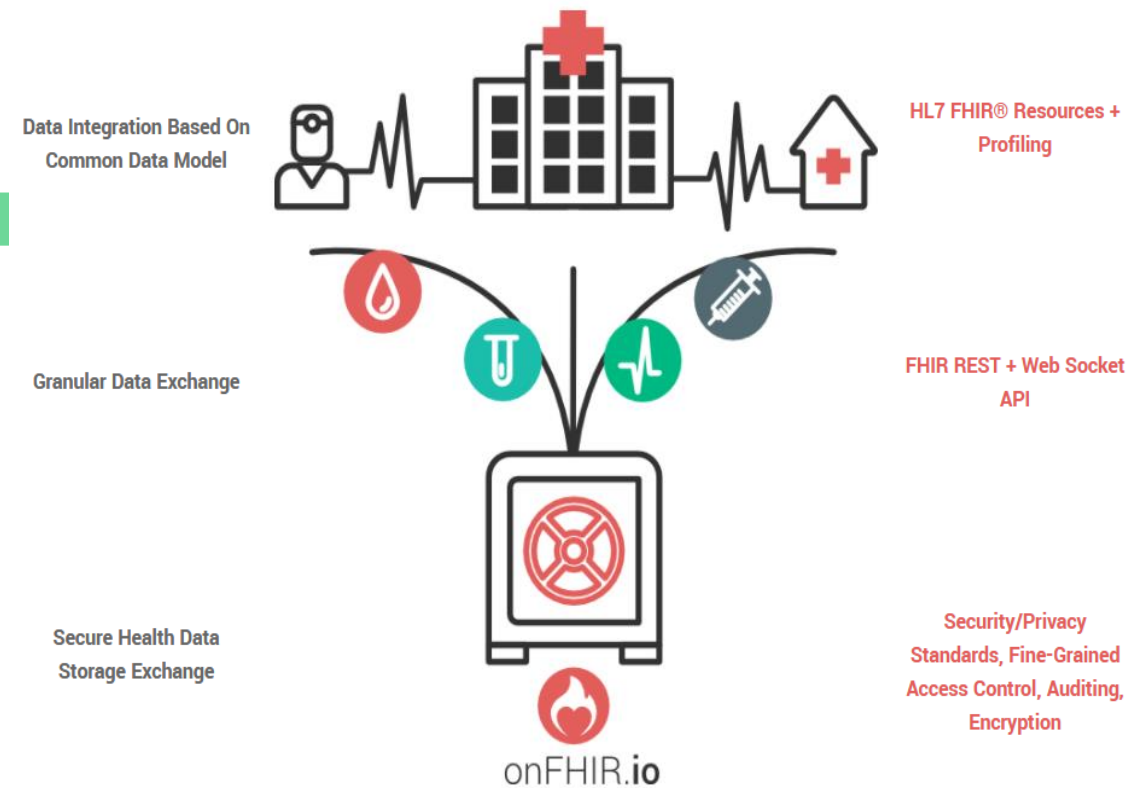 Data Integration Based On
Common Data Model
HL7 FHIR® Resources +
Profiling
Granular Data Exchange
FHIR REST + Web Socket
API
Secure Health Data
Storage Exchange
Security/Privacy
Standards, Fine-Grained
Access Control, Auditing,
Encryption
onFHIR.io